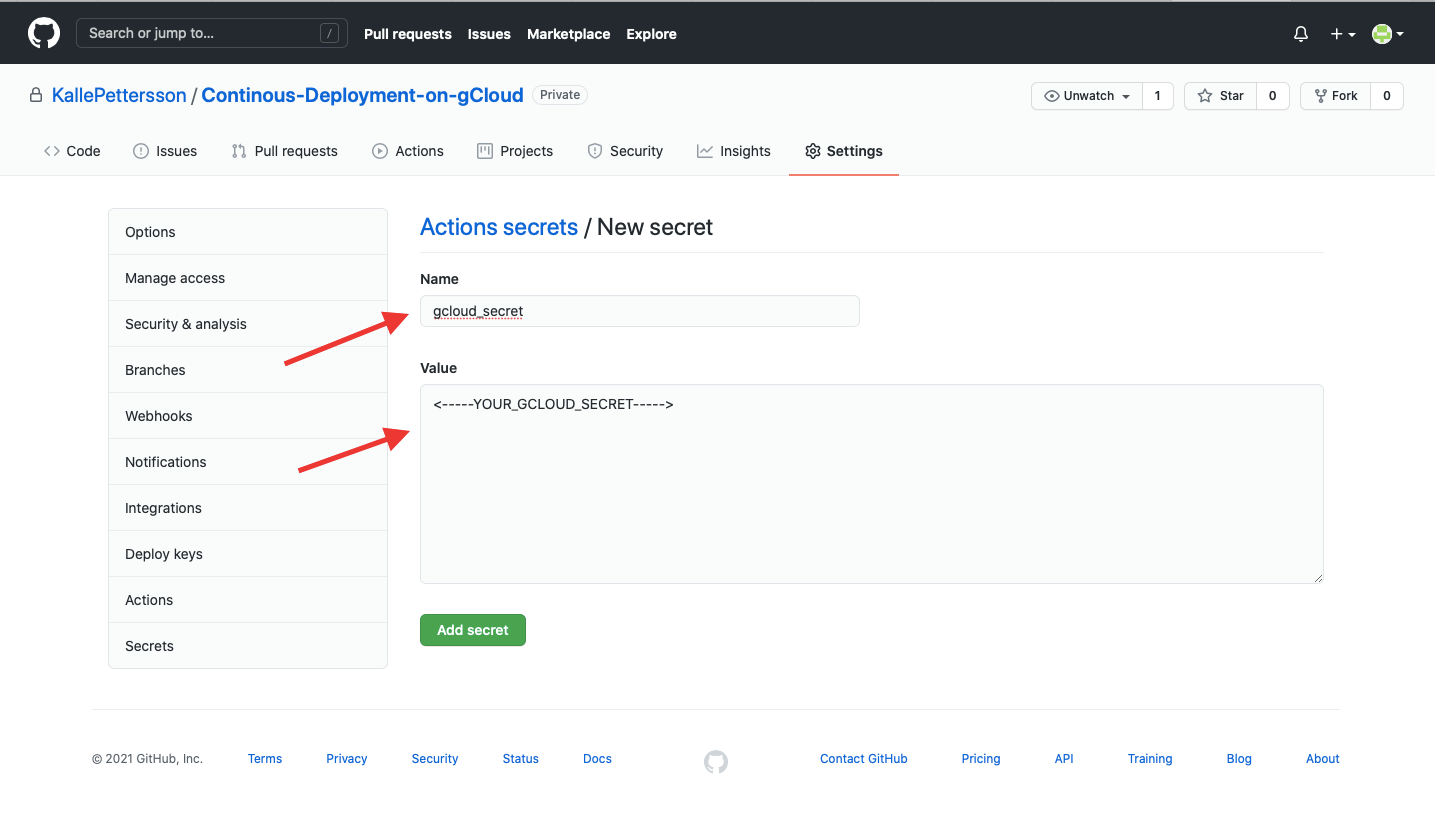 Search or jump to... /
Pull requests Issues Marketplace Explore
KallePettersson / Continous-Deployment-on-gCloud Private
Unwatch 1 Star 0 Fork 0
Code Issues Pull requests Actions Projects Security Insights Settings
Options
Manage access
Security & analysis
Branches
Webhooks
Notifications
Integrations
Deploy keys
Actions
Secrets
Actions secrets / New secret
Name
gcloud_secret
Value
<-----YOUR_GCLOUD_SECRET----->
Add secret
© 2021 GitHub, Inc. Terms Privacy Security Status Docs Contact GitHub Pricing API Training Blog About